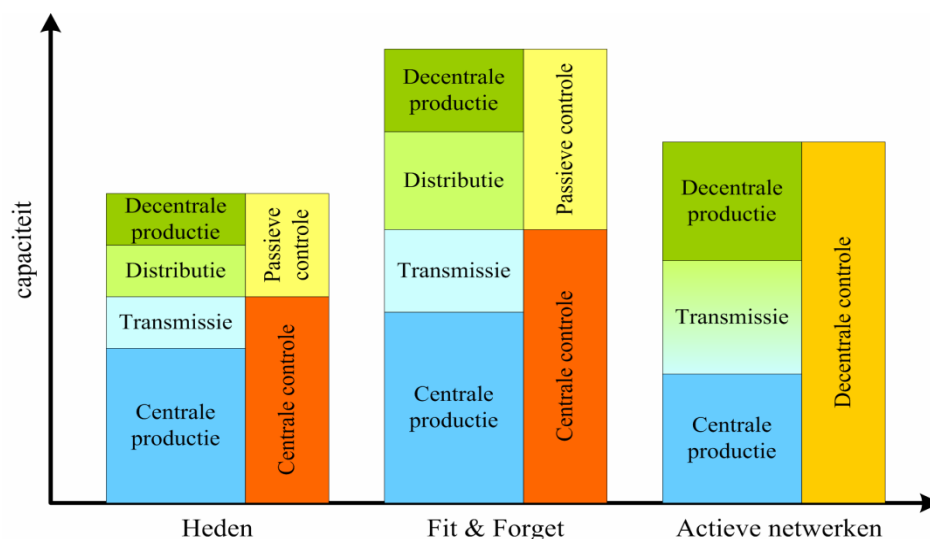 capaciteit
Decentrale
productie
Distributie
Transmissie
Centrale
productie
Passieve
controle
Centrale controle
Heden
Decentrale
productie
Distributie
Transmissie
Centrale
productie
Passieve controle
Centrale controle
Fit & Forget
Decentrale
productie
Transmissie
Centrale
productie
Decentrale controle
Actieve netwerken